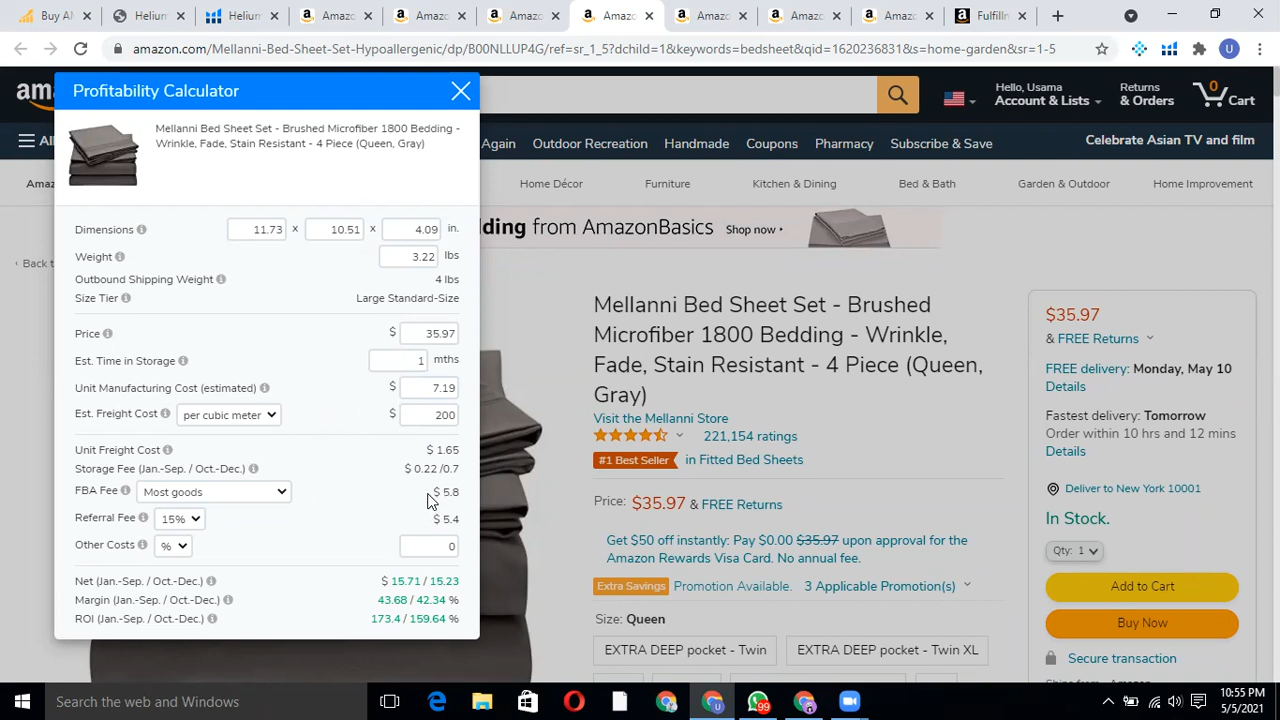 Buy AM
Helium
Helium
Amazo
Amazo
Amazo
Amazo
Amazo
Amazo
Amazo
Fulfillm
amazon.com/Mellanni-Bed-Sheet-Set-Hypoallergenic/dp/B00NLLUP4G/ref=sr_1_5?dchild=1&keywords=bedsheet&qid=1620236831&s=home-garden&sr=1-5
U
ama
Hello, Usama
Account & Lists
Returns
& Orders
0
Cart
All
Again
Outdoor Recreation
Handmade
Coupons
Pharmacy
Subscribe & Save
Celebrate Asian TV and film
Amaz
Home Décor
Furniture
Kitchen & Dining
Bed & Bath
Garden & Outdoor
Home Improvement
dding from AmazonBasics
Shop now ›
‹ Back t
Profitability Calculator
Mellanni Bed Sheet Set - Brushed Microfiber 1800 Bedding -
Wrinkle, Fade, Stain Resistant - 4 Piece (Queen, Gray)
Dimensions 11.73 x 10.51 x 4.09 in.
Weight 3.22 lbs
Outbound Shipping Weight 4 lbs
Size Tier Large Standard-Size
Price $ 35.97
Est. Time in Storage 1 mths
Unit Manufacturing Cost (estimated) $ 7.19
Est. Freight Cost per cubic meter $ 200
Unit Freight Cost $ 1.65
Storage Fee (Jan.-Sep. / Oct.-Dec.) $ 0.22 /0.7
FBA Fee Most goods $ 5.8
Referral Fee 15% $ 5.4
Other Costs % 0
Net (Jan.-Sep. / Oct.-Dec.) $ 15.71 / 15.23
Margin (Jan.-Sep. / Oct.-Dec.) 43.68 / 42.34 %
ROI (Jan.-Sep. / Oct.-Dec.) 173.4 / 159.64 %
Mellanni Bed Sheet Set - Brushed
Microfiber 1800 Bedding - Wrinkle,
Fade, Stain Resistant - 4 Piece (Queen,
Gray)
Visit the Mellanni Store
221,154 ratings
#1 Best Seller in Fitted Bed Sheets
Price: $35.97 & FREE Returns
Get $50 off instantly: Pay $0.00 $35.97 upon approval for the
Amazon Rewards Visa Card. No annual fee.
Extra Savings Promotion Available. 3 Applicable Promotion(s)
Size: Queen
EXTRA DEEP pocket - Twin
EXTRA DEEP pocket - Twin XL
$35.97
& FREE Returns
FREE delivery: Monday, May 10
Details
Fastest delivery: Tomorrow
Order within 10 hrs and 12 mins
Details
Deliver to New York 10001
In Stock.
Qty: 1
Add to Cart
Buy Now
Secure transaction
Search the web and Windows
99
10:55 PM
5/5/2021